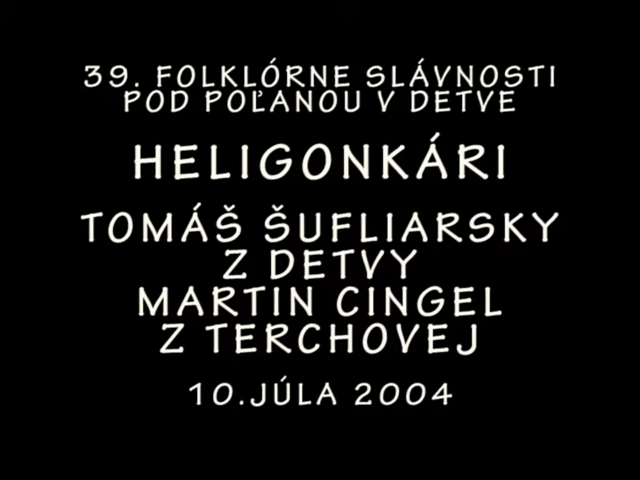 39. FOLKLÓRNE SLÁVNOSTI
POD POĽANOU V DETVE
HELIGONKÁRI
TOMÁŠ ŠUFLIARSKY
Z DETVY
MARTIN CINGEL
Z TERCHOVEJ
10.JÚLA 2004